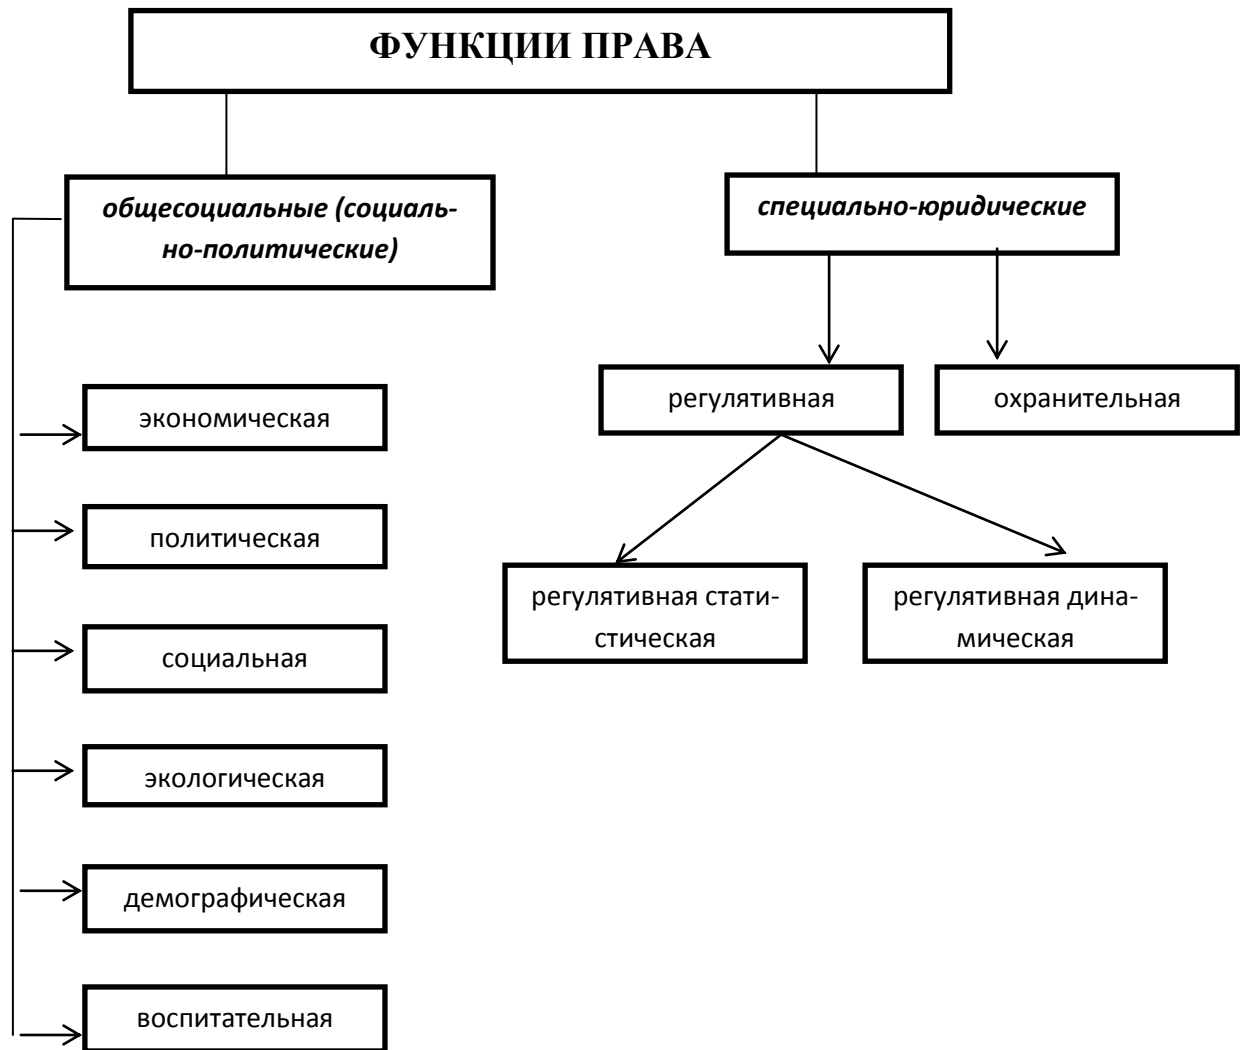 ФУНКЦИИ ПРАВА
общесоциальные (социаль-
но-политические)
специально-юридические
регулятивная
охранительная
экономическая
политическая
регулятивная стати-
стическая
регулятивная дина-
мическая
социальная
экологическая
демографическая
воспитательная